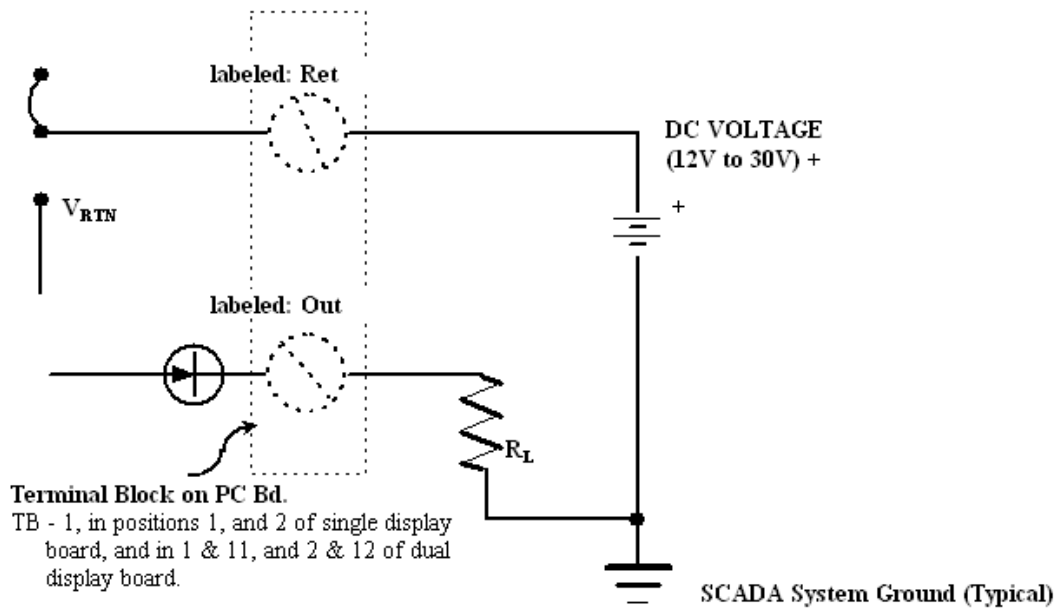 labeled: Ret
DC VOLTAGE
(12V to 30V) +
+
VRTN
labeled: Out
RL
Terminal Block on PC Bd.
TB - 1, in positions 1, and 2 of single display
board, and in 1 & 11, and 2 & 12 of dual
display board.
SCADA System Ground (Typical)